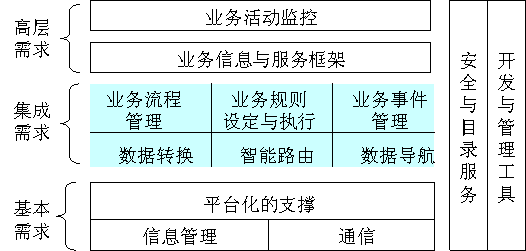 高层
需求
业务活动监控
业务信息与服务框架
集成
需求
业务流程
管理
业务规则
设定与执行
业务事件
管理
数据转换
智能路由
数据导航
基本
需求
平台化的支撑
信息管理
通信
安全与目录服务
开发与管理工具